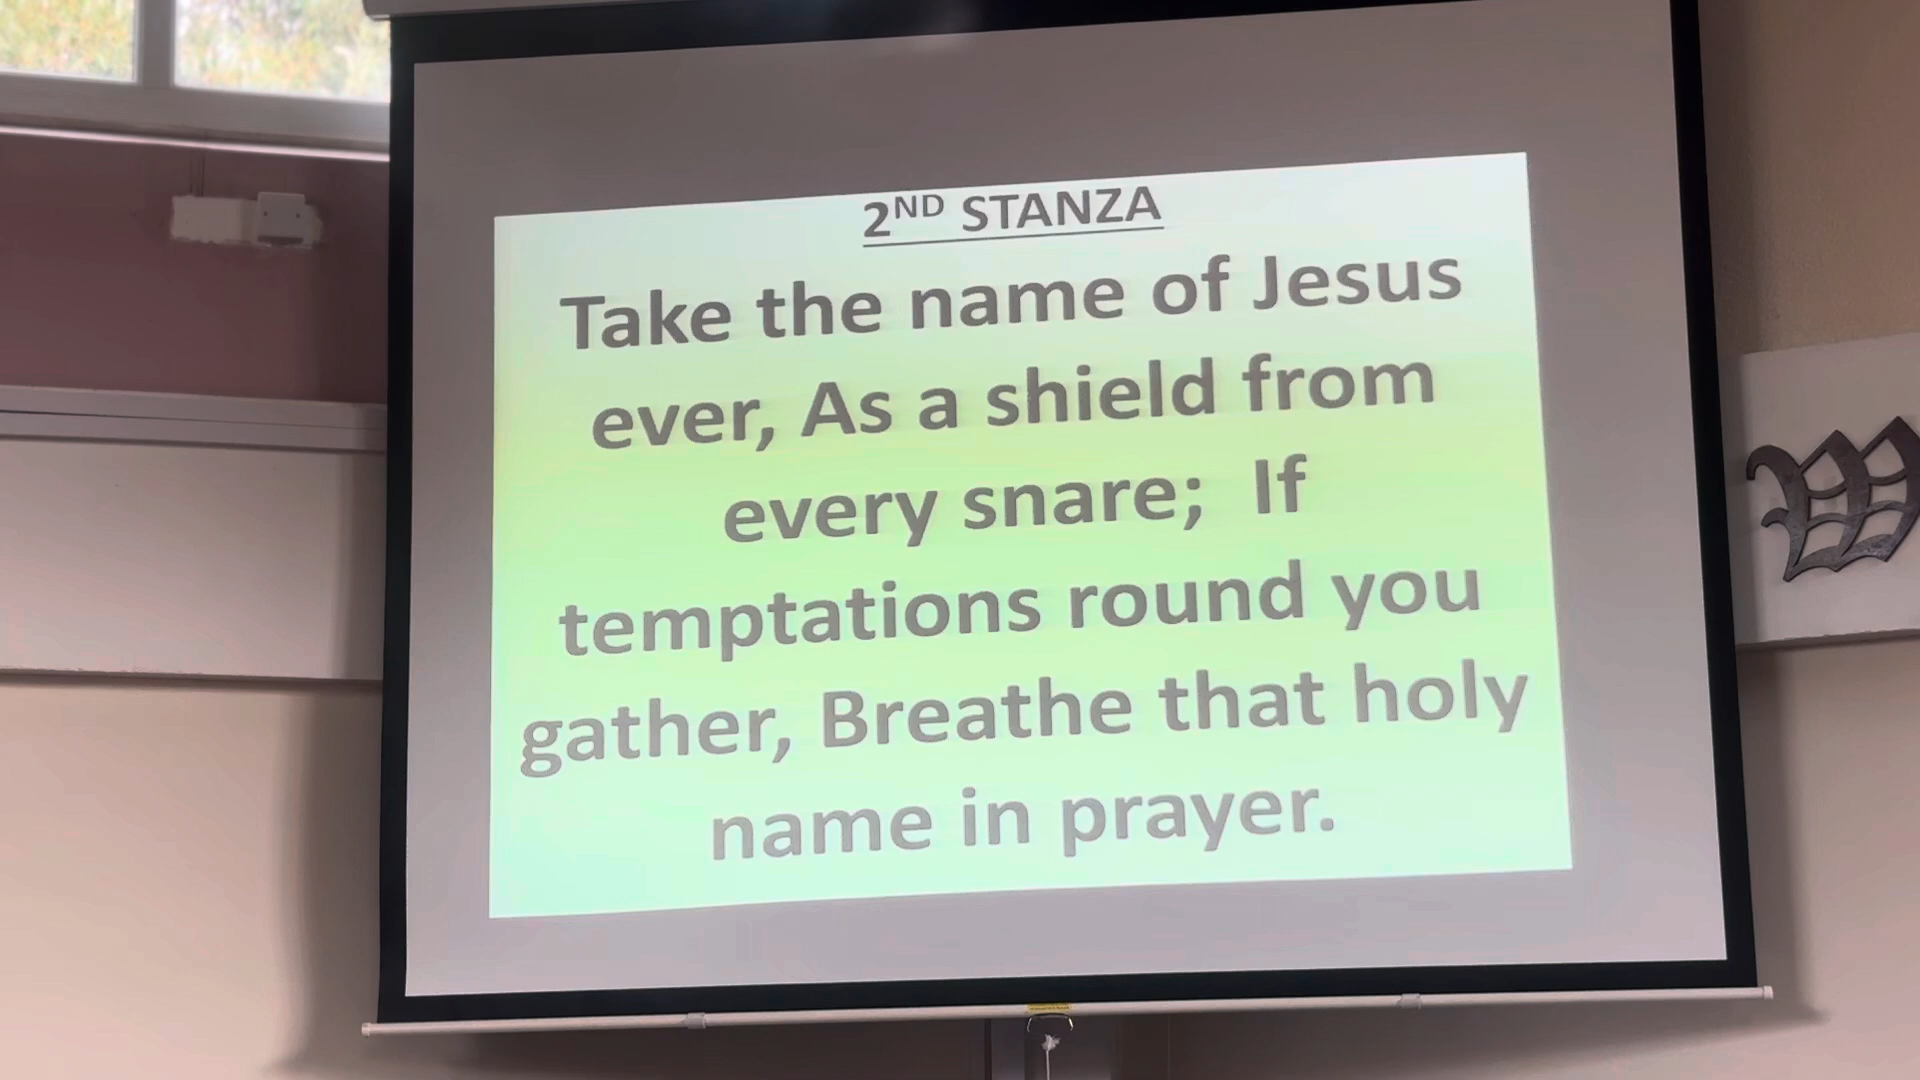 2ND STANZA
Take the name of Jesus
ever, As a shield from
every snare;  If
temptations round you
gather, Breathe that holy
name in prayer.
W